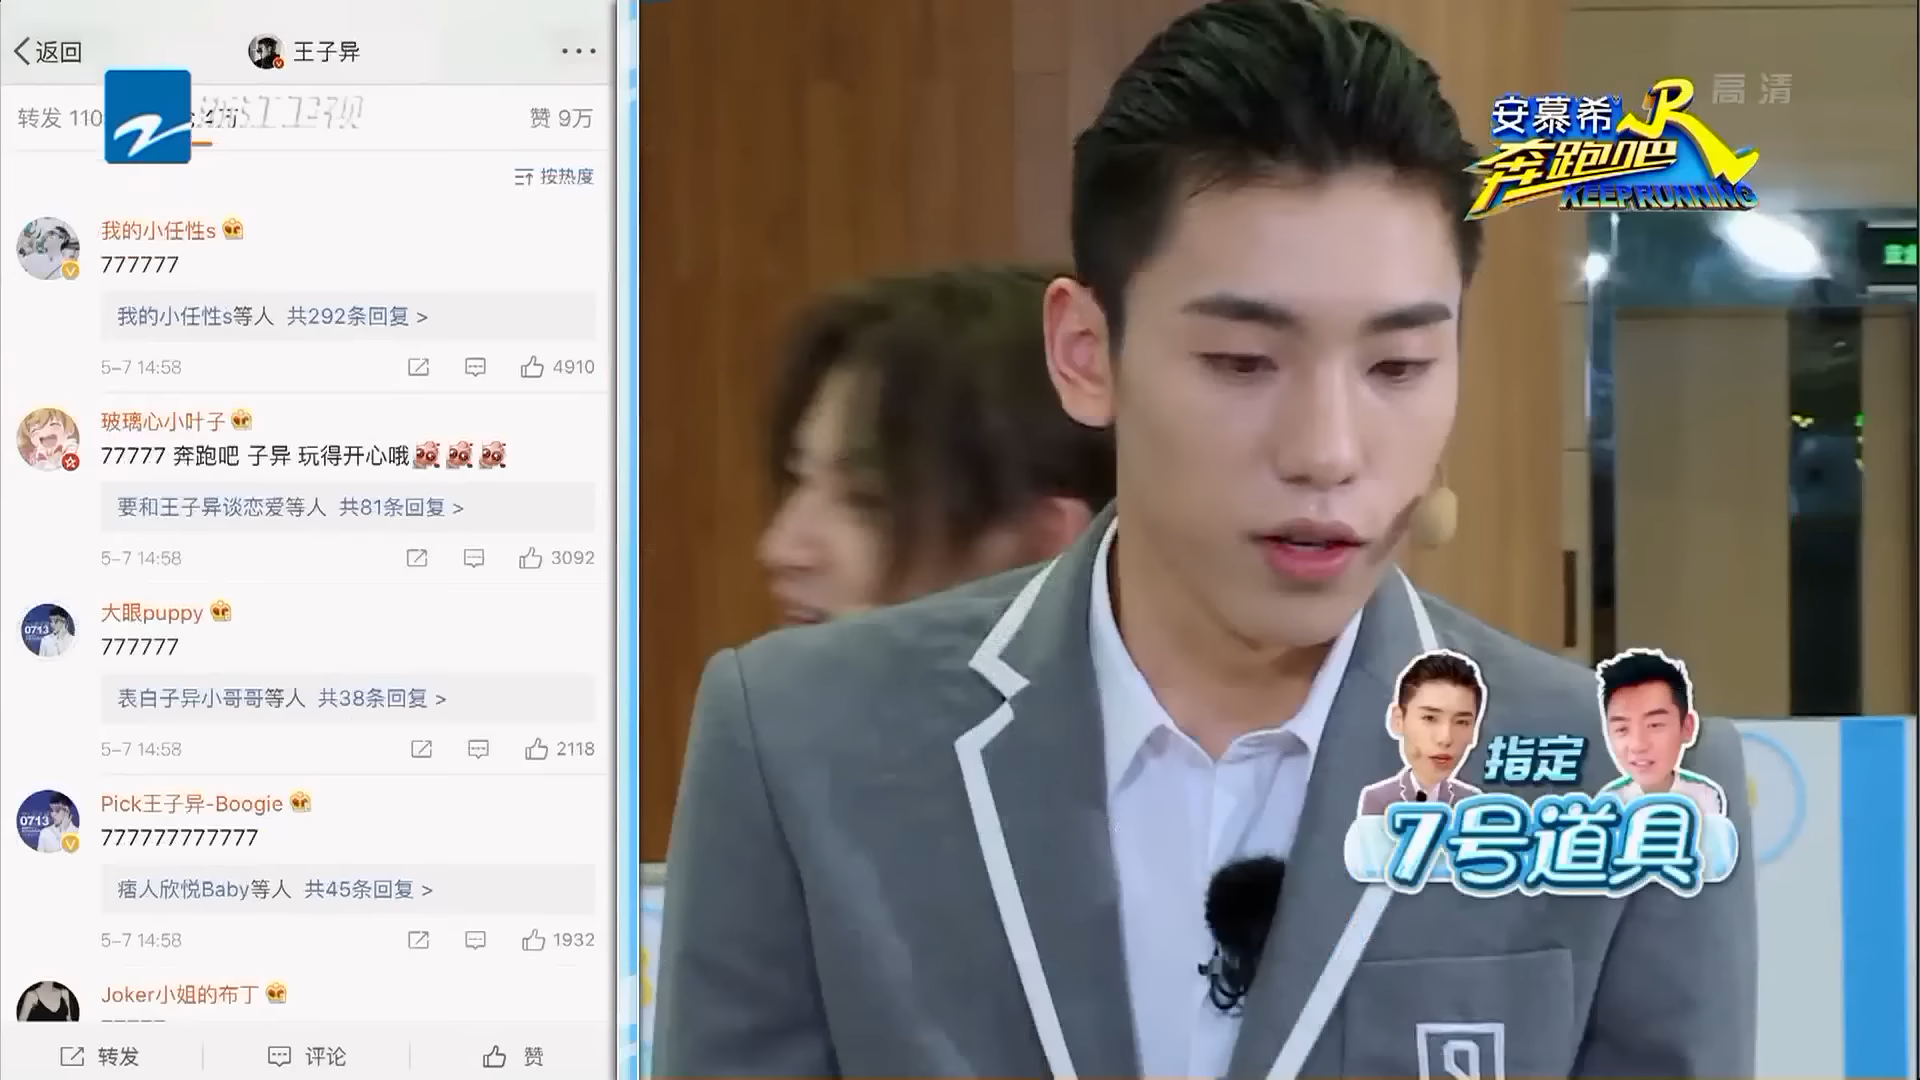 返回
王子异
转发 110
浙江卫视
赞 9万
按热度
我的小任性s
777777
我的小任性s等人 共292条回复 >
5-7 14:58
4910
玻璃心小叶子
77777 奔跑吧 子异 玩得开心哦
要和王子异谈恋爱等人 共81条回复 >
5-7 14:58
3092
大眼puppy
0713
777777
表白子异小哥哥等人 共38条回复 >
5-7 14:58
2118
Pick王子异-Boogie
0713
777777777777
痞人欣悦Baby等人 共45条回复 >
5-7 14:58
1932
Joker小姐的布丁
转发
评论
赞
高清
安慕希
R
奔跑吧
KEEP RUNNING
指定
7号道具